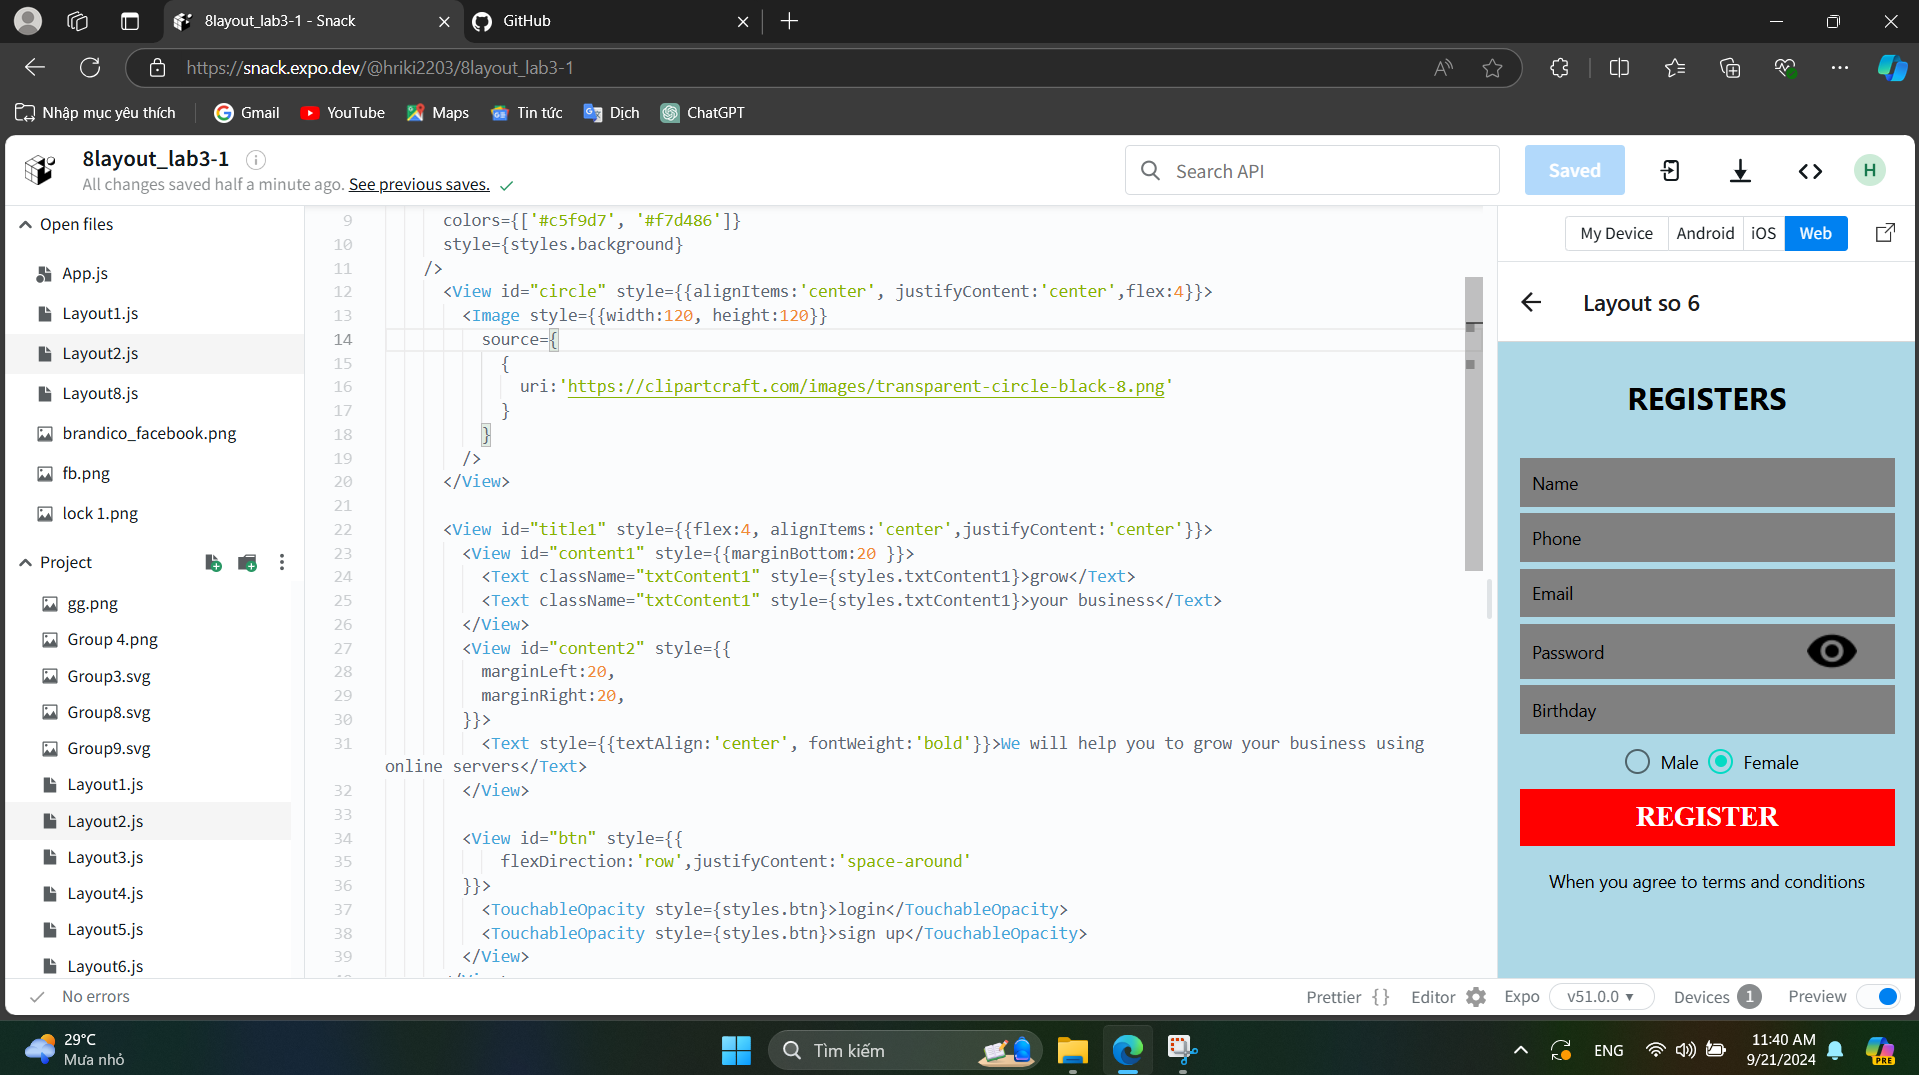 8layout_lab3-1 - Snack
GitHub
https://snack.expo.dev/@hriki2203/8layout_lab3-1
Nhập mục yêu thích
Gmail
YouTube
Maps
Tin tức
Dịch
ChatGPT
8layout_lab3-1
All changes saved half a minute ago. See previous saves.
Search API
Saved
H
Open files
App.js
Layout1.js
Layout2.js
Layout8.js
brandico_facebook.png
fb.png
lock 1.png
Project
gg.png
Group 4.png
Group3.svg
Group8.svg
Group9.svg
Layout1.js
Layout2.js
Layout3.js
Layout4.js
Layout5.js
Layout6.js
9 colors={['#c5f9d7', '#f7d486']}
10 style={styles.background}
11 />
12 <View id="circle" style={{alignItems:'center', justifyContent:'center',flex:4}}>
13 <Image style={{width:120, height:120}}
14 source={
15 {
16 uri:'https://clipartcraft.com/images/transparent-circle-black-8.png'
17 }
18 }
19 />
20 </View>
21
22 <View id="title1" style={{flex:4, alignItems:'center',justifyContent:'center'}}>
23 <View id="content1" style={{marginBottom:20 }}>
24 <Text className="txtContent1" style={styles.txtContent1}>grow</Text>
25 <Text className="txtContent1" style={styles.txtContent1}>your business</Text>
26 </View>
27 <View id="content2" style={{
28 marginLeft:20,
29 marginRight:20,
30 }}>
31 <Text style={{textAlign:'center', fontWeight:'bold'}}>We will help you to grow your business using
online servers</Text>
32 </View>
33
34 <View id="btn" style={{
35 flexDirection:'row',justifyContent:'space-around'
36 }}>
37 <TouchableOpacity style={styles.btn}>login</TouchableOpacity>
38 <TouchableOpacity style={styles.btn}>sign up</TouchableOpacity>
39 </View>
My Device
Android
iOS
Web
Layout so 6
REGISTERS
Name
Phone
Email
Password
Birthday
Male
Female
REGISTER
When you agree to terms and conditions
No errors
Prettier { }
Editor
Expo
v51.0.0
Devices 1
Preview
29°C
Mưa nhỏ
Tìm kiếm
ENG
11:40 AM
9/21/2024
PRE